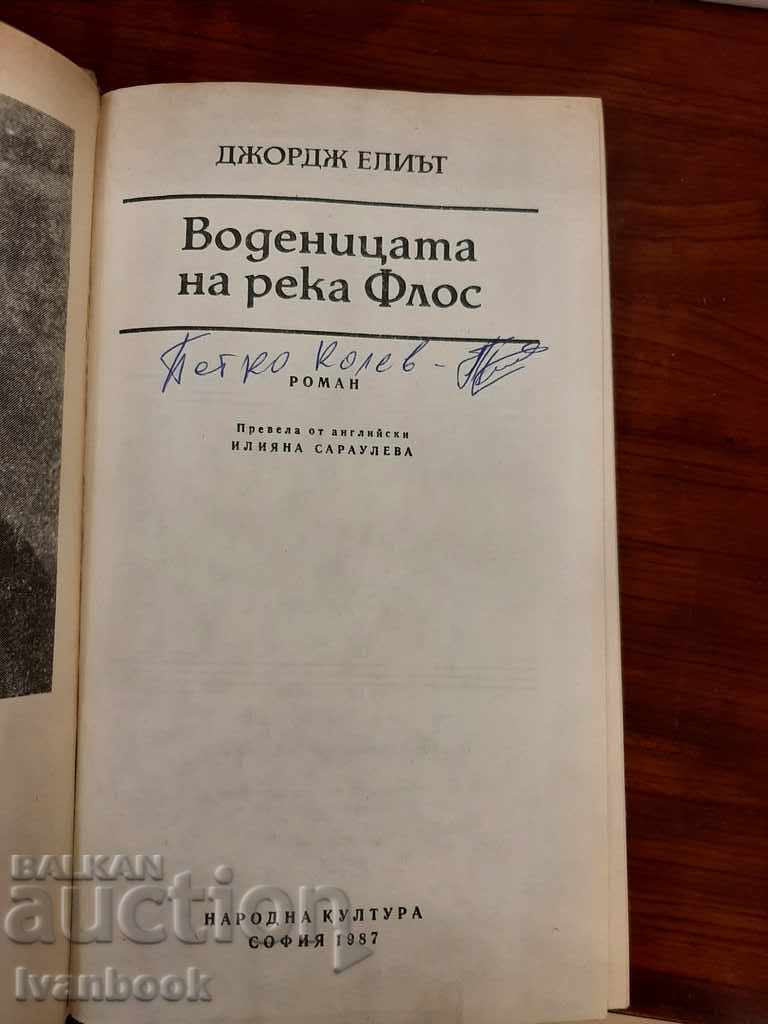 ДЖОРДЖ ЕЛИЪТ
Воденицата
на река Флос
Петко Колев -
РОМАН
Превела от английски
ИЛИЯНА САРАУЛЕВА
НАРОДНА КУЛТУРА
СОФИЯ 1987
BALKAN
auction
Ivanbook